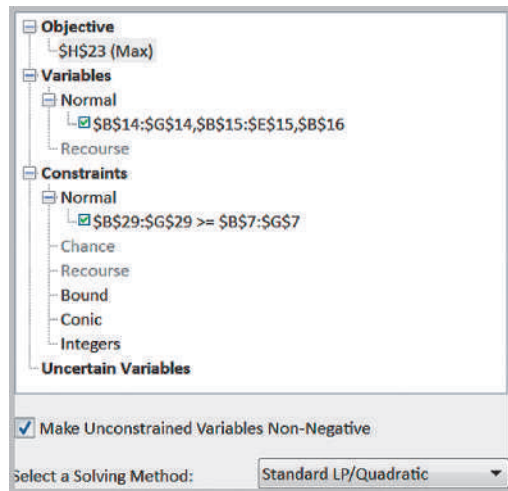 Objective
$H$23 (Max)
Variables
Normal
$B$14:$G$14,$B$15:$E$15,$B$16
Recourse
Constraints
Normal
$B$29:$G$29 >= $B$7:$G$7
Chance
Recourse
Bound
Conic
Integers
Uncertain Variables
Make Unconstrained Variables Non-Negative
Select a Solving Method: Standard LP/Quadratic